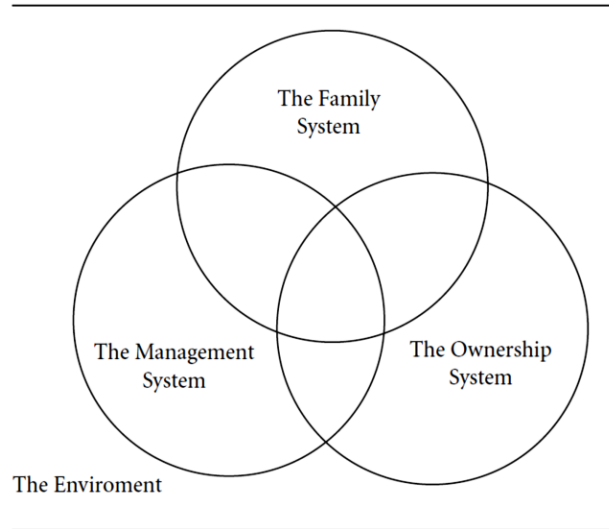 The Family
System
The Management
System
The Ownership
System
The Enviroment